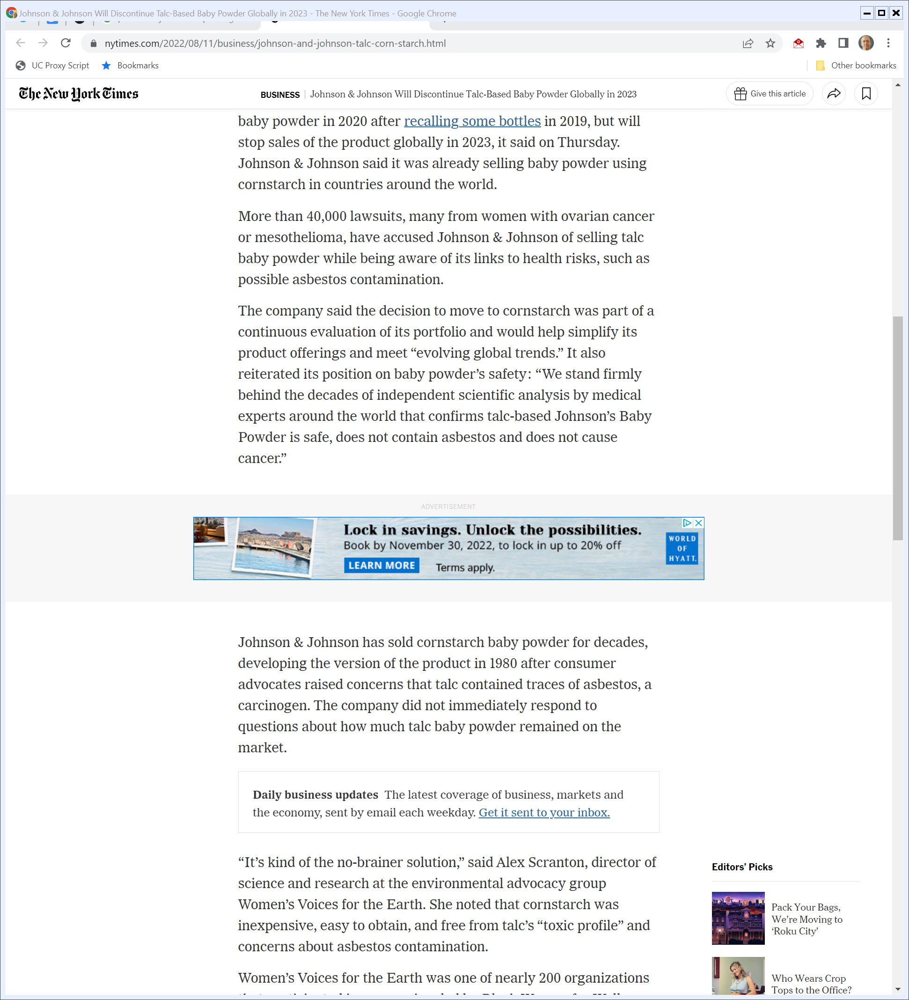 Johnson & Johnson Will Discontinue Talc-Based Baby Powder Globally in 2023 - The New York Times - Google Chrome
nytimes.com/2022/08/11/business/johnson-and-johnson-talc-corn-starch.html
UC Proxy Script
Bookmarks
Other bookmarks
The New York Times
BUSINESS | Johnson & Johnson Will Discontinue Talc-Based Baby Powder Globally in 2023
Give this article
baby powder in 2020 after recalling some bottles in 2019, but will
stop sales of the product globally in 2023, it said on Thursday.
Johnson & Johnson said it was already selling baby powder using
cornstarch in countries around the world.
More than 40,000 lawsuits, many from women with ovarian cancer
or mesothelioma, have accused Johnson & Johnson of selling talc
baby powder while being aware of its links to health risks, such as
possible asbestos contamination.
The company said the decision to move to cornstarch was part of a
continuous evaluation of its portfolio and would help simplify its
product offerings and meet “evolving global trends.” It also
reiterated its position on baby powder’s safety: “We stand firmly
behind the decades of independent scientific analysis by medical
experts around the world that confirms talc-based Johnson’s Baby
Powder is safe, does not contain asbestos and does not cause
cancer.”
ADVERTISEMENT
Lock in savings. Unlock the possibilities.
Book by November 30, 2022, to lock in up to 20% off
LEARN MORE
Terms apply.
WORLD
OF
HYATT.
Johnson & Johnson has sold cornstarch baby powder for decades,
developing the version of the product in 1980 after consumer
advocates raised concerns that talc contained traces of asbestos, a
carcinogen. The company did not immediately respond to
questions about how much talc baby powder remained on the
market.
Daily business updates The latest coverage of business, markets and
the economy, sent by email each weekday. Get it sent to your inbox.
“It’s kind of the no-brainer solution,” said Alex Scranton, director of
science and research at the environmental advocacy group
Women’s Voices for the Earth. She noted that cornstarch was
inexpensive, easy to obtain, and free from talc’s “toxic profile” and
concerns about asbestos contamination.
Women’s Voices for the Earth was one of nearly 200 organizations
Editors’ Picks
Pack Your Bags,
We’re Moving to
‘Roku City’
Who Wears Crop
Tops to the Office?